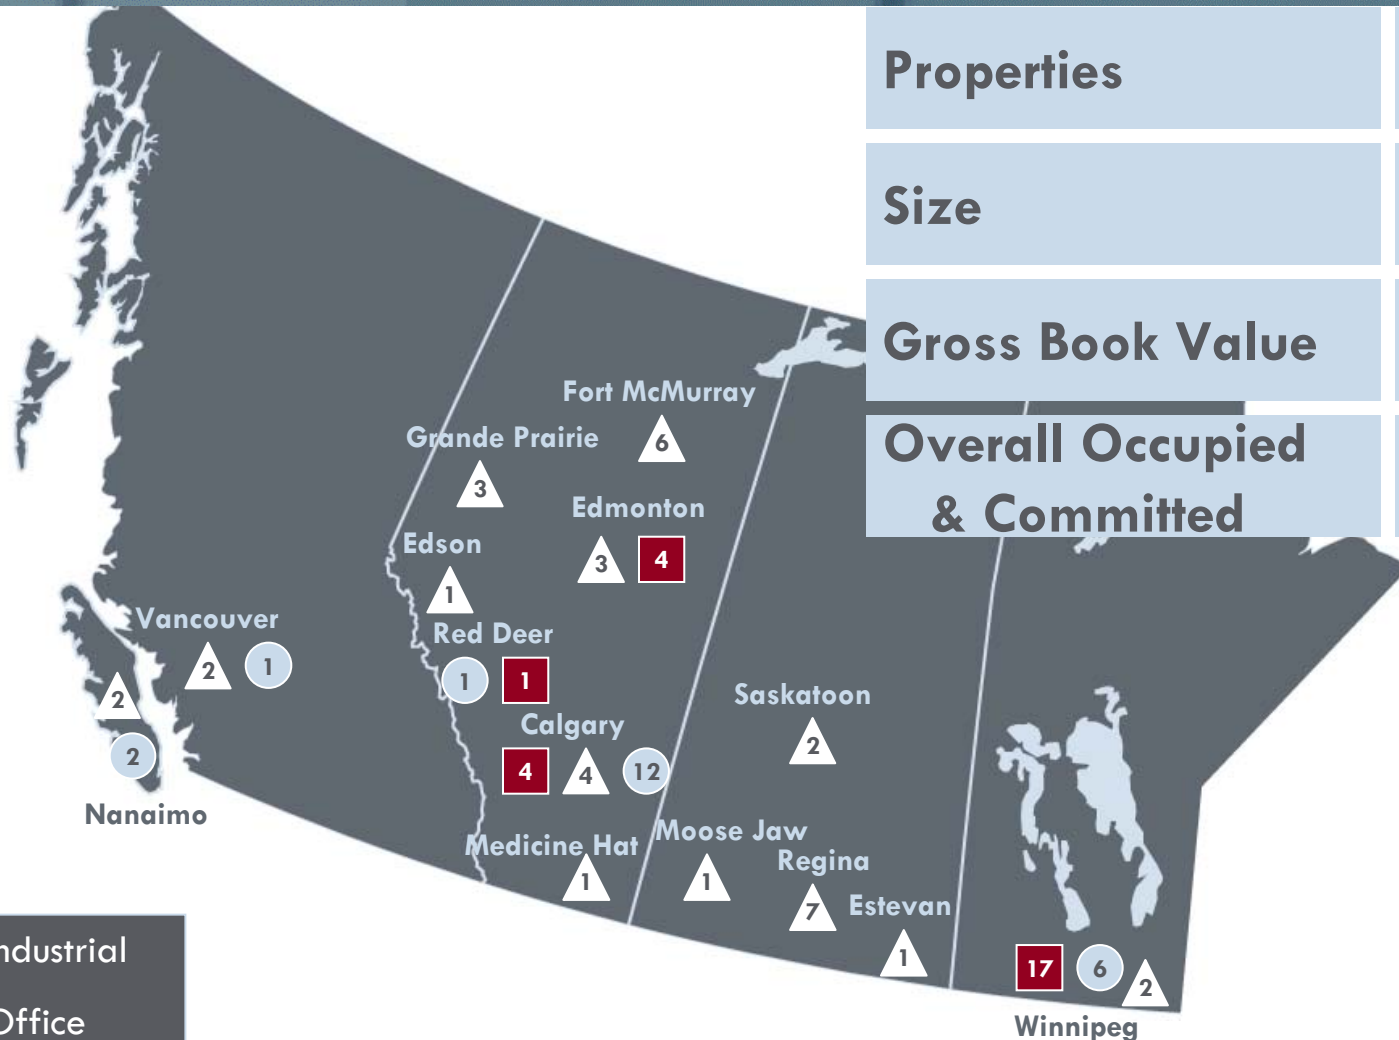 Properties
Size
Gross Book Value
Overall Occupied
& Committed
Fort McMurray
6
Grande Prairie
3
Edmonton
3 4
Edson
1
Vancouver
2 1
Red Deer
1 1
2
2
Nanaimo
Calgary
4 4 12
Saskatoon
2
Medicine Hat
1
Moose Jaw
1
Regina
7
Estevan
1
17 6 2
Winnipeg
ndustrial
Office